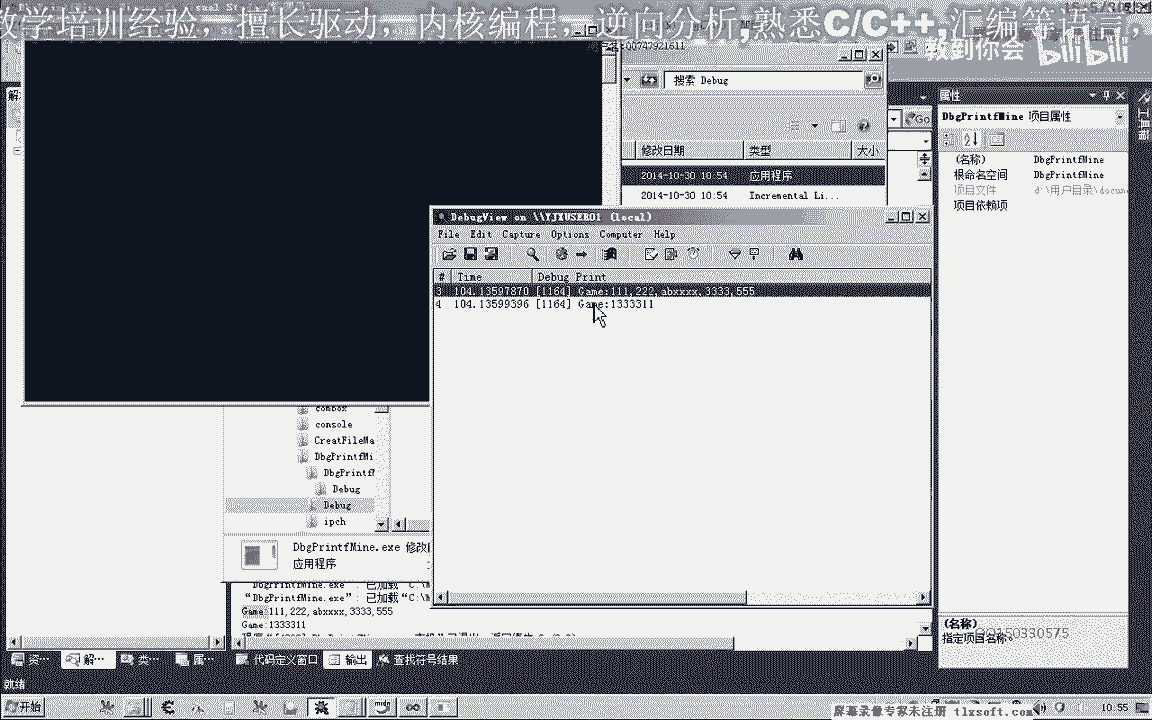 教学培训经验，擅长驱动，内核编程，逆向分析,熟悉C/C++,汇编等语言，
教到你会 bilibili
:00747921611
搜索 Debug
Go
修改日期 类型 大小
2014-10-30 10:54 应用程序
2014-10-30 10:54 Incremental Li...
属性
DbgPrintfMine 项目属性
(名称) DbgPrintfMine
根命名空间 DbgPrintfMine
项目文件 d:\用户目录\docum
项目依赖项
工具箱
DebugView on \\YJXUSER01 (local)
File Edit Capture Options Computer Help
# Time Debug Print
3 104.13597870 [1164] Game:111,222,abxxxx,3333,555
4 104.13599396 [1164] Game:1333311
combox
console
CreatFileMa
DbgPrintfMi
DbgPrintfM
Debug
Debug
ipch
DbgPrintfMine.exe 修改
应用程序
“DbgPrintfMine.exe”: 已加载“C:\
“DbgPrintfMine.exe”: 已加载“C:\
Game:111,222,abxxxx,3333,555
Game:1333311
(名称)
指定项目名称。
150330575
资… 解… 类… 属… 代码定义窗口 输出 查找符号结果
就绪
开始
屏幕录像专家未注册 tlxsoft.com
10:55